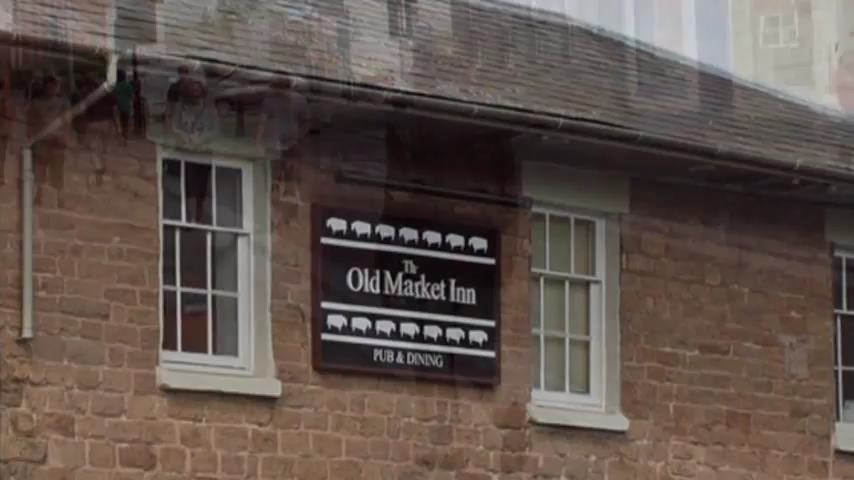 The
Old Market Inn
PUB & DINING